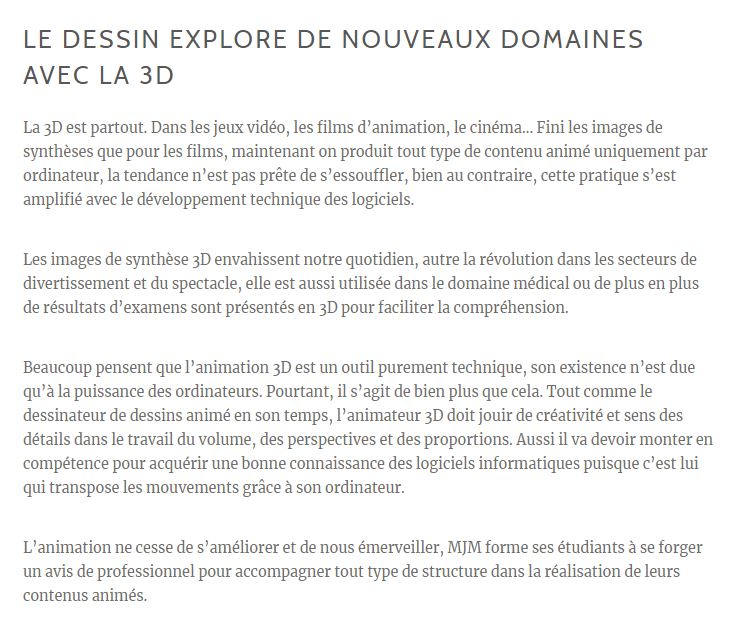 LE DESSIN EXPLORE DE NOUVEAUX DOMAINES
AVEC LA 3D
La 3D est partout. Dans les jeux vidéo, les films d’animation, le cinéma… Fini les images de
synthèses que pour les films, maintenant on produit tout type de contenu animé uniquement par
ordinateur, la tendance n’est pas prête de s’essouffler, bien au contraire, cette pratique s’est
amplifié avec le développement technique des logiciels.
Les images de synthèse 3D envahissent notre quotidien, autre la révolution dans les secteurs de
divertissement et du spectacle, elle est aussi utilisée dans le domaine médical ou de plus en plus
de résultats d’examens sont présentés en 3D pour faciliter la compréhension.
Beaucoup pensent que l’animation 3D est un outil purement technique, son existence n’est due
qu’à la puissance des ordinateurs. Pourtant, il s’agit de bien plus que cela. Tout comme le
dessinateur de dessins animé en son temps, l’animateur 3D doit jouir de créativité et sens des
détails dans le travail du volume, des perspectives et des proportions. Aussi il va devoir monter en
compétence pour acquérir une bonne connaissance des logiciels informatiques puisque c’est lui
qui transpose les mouvements grâce à son ordinateur.
L’animation ne cesse de s’améliorer et de nous émerveiller, MJM forme ses étudiants à se forger
un avis de professionnel pour accompagner tout type de structure dans la réalisation de leurs
contenus animés.